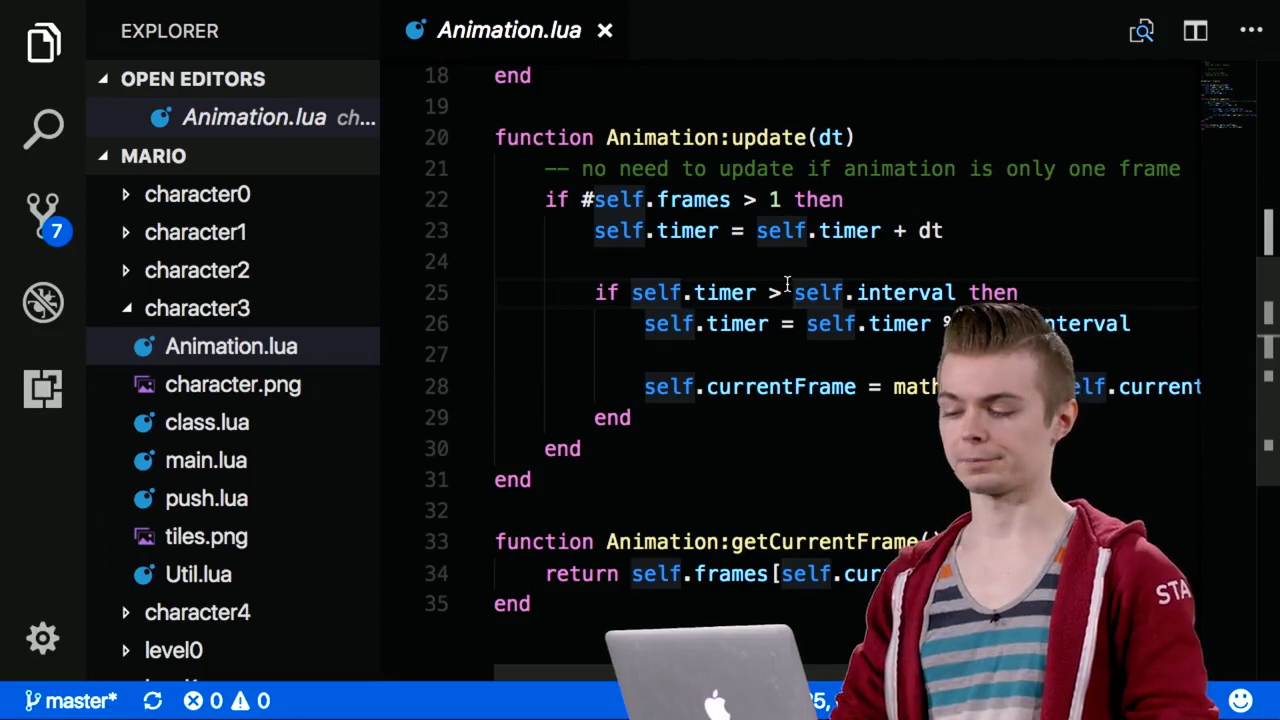 EXPLORER
OPEN EDITORS
Animation.lua ch...
MARIO
character0
character1
character2
character3
Animation.lua
character.png
class.lua
main.lua
push.lua
tiles.png
Util.lua
character4
level0
7
Animation.lua
18 end
19
20 function Animation:update(dt)
21 -- no need to update if animation is only one frame
22 if #self.frames > 1 then
23 self.timer = self.timer + dt
24
25 if self.timer > self.interval then
26 self.timer = self.timer % nterval
27
28 self.currentFrame = math elf.current
29 end
30 end
31 end
32
33 function Animation:getCurrentFrame()
34 return self.frames[self.cur
35 end
master* 0 0
STA